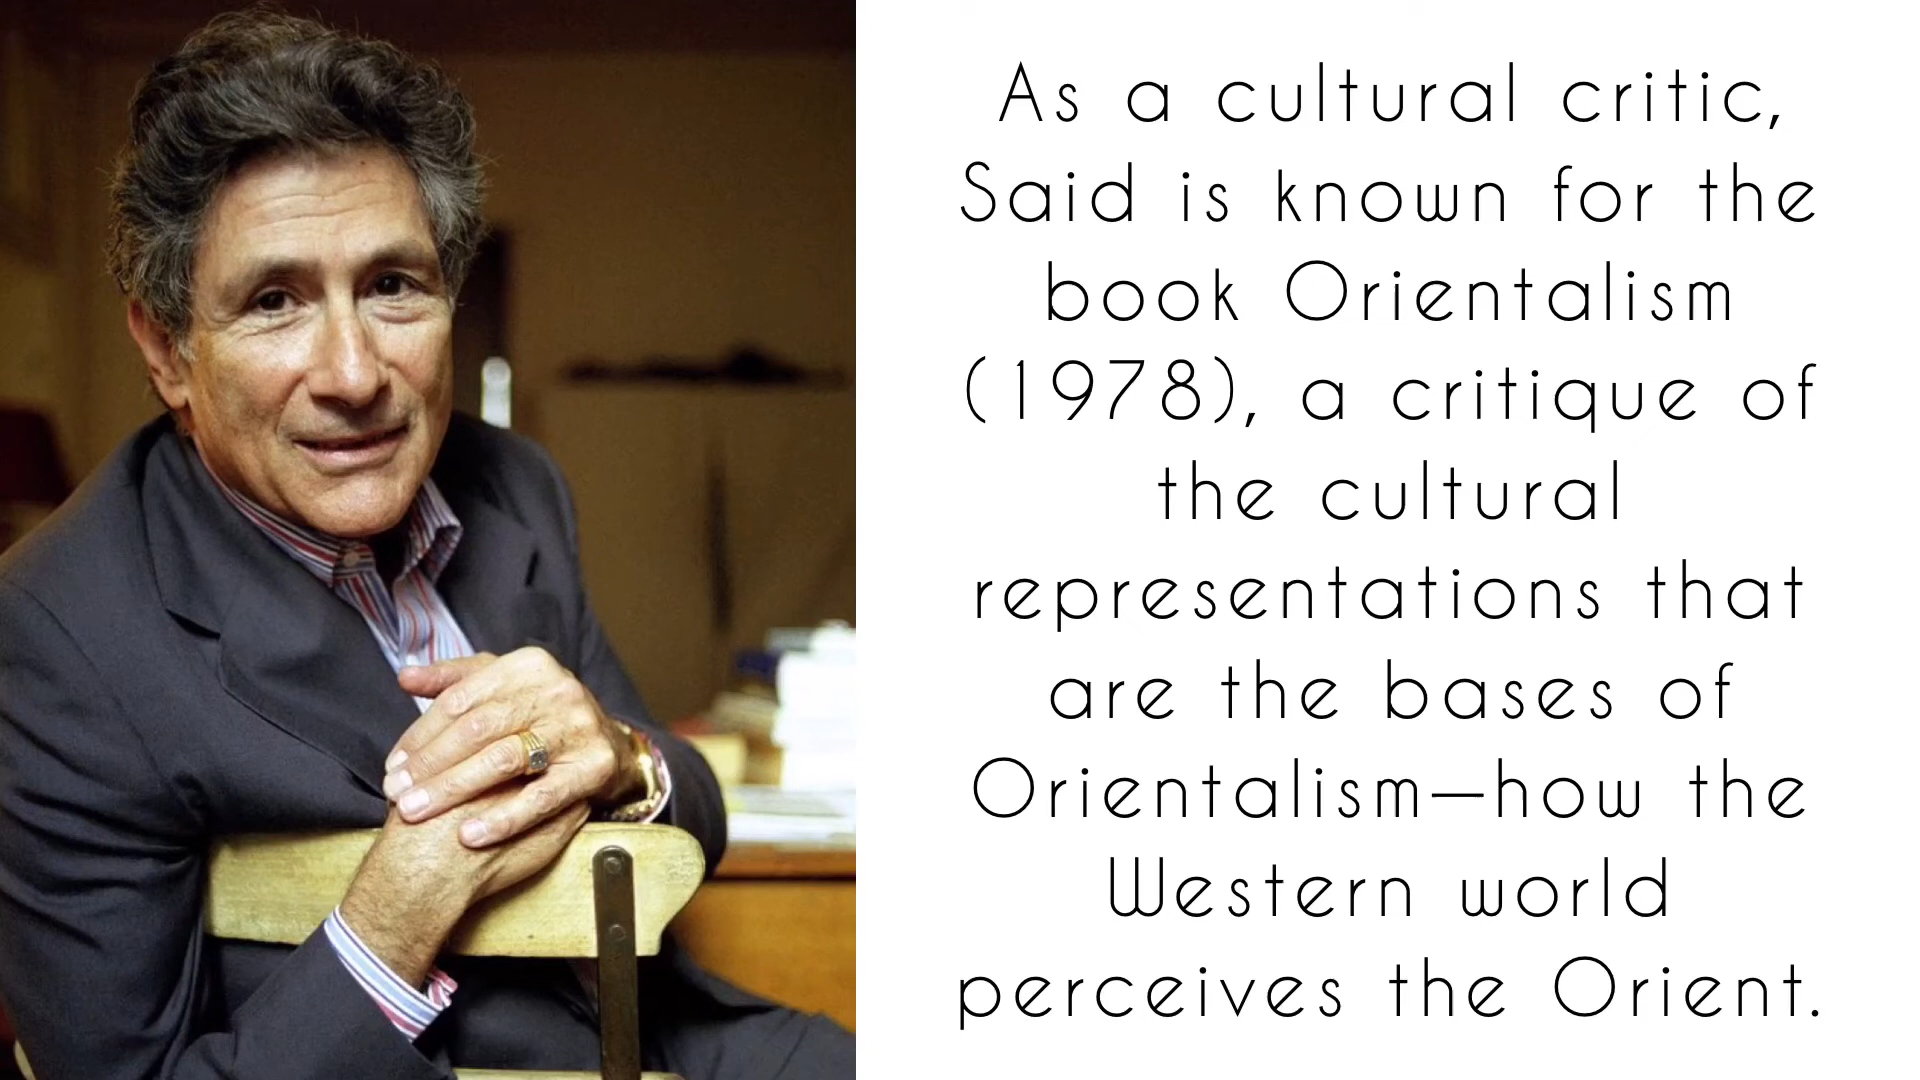 As a cultural critic,
Said is known for the
book Orientalism
(1978), a critique of
the cultural
representations that
are the bases of
Orientalism—how the
Western world
perceives the Orient.